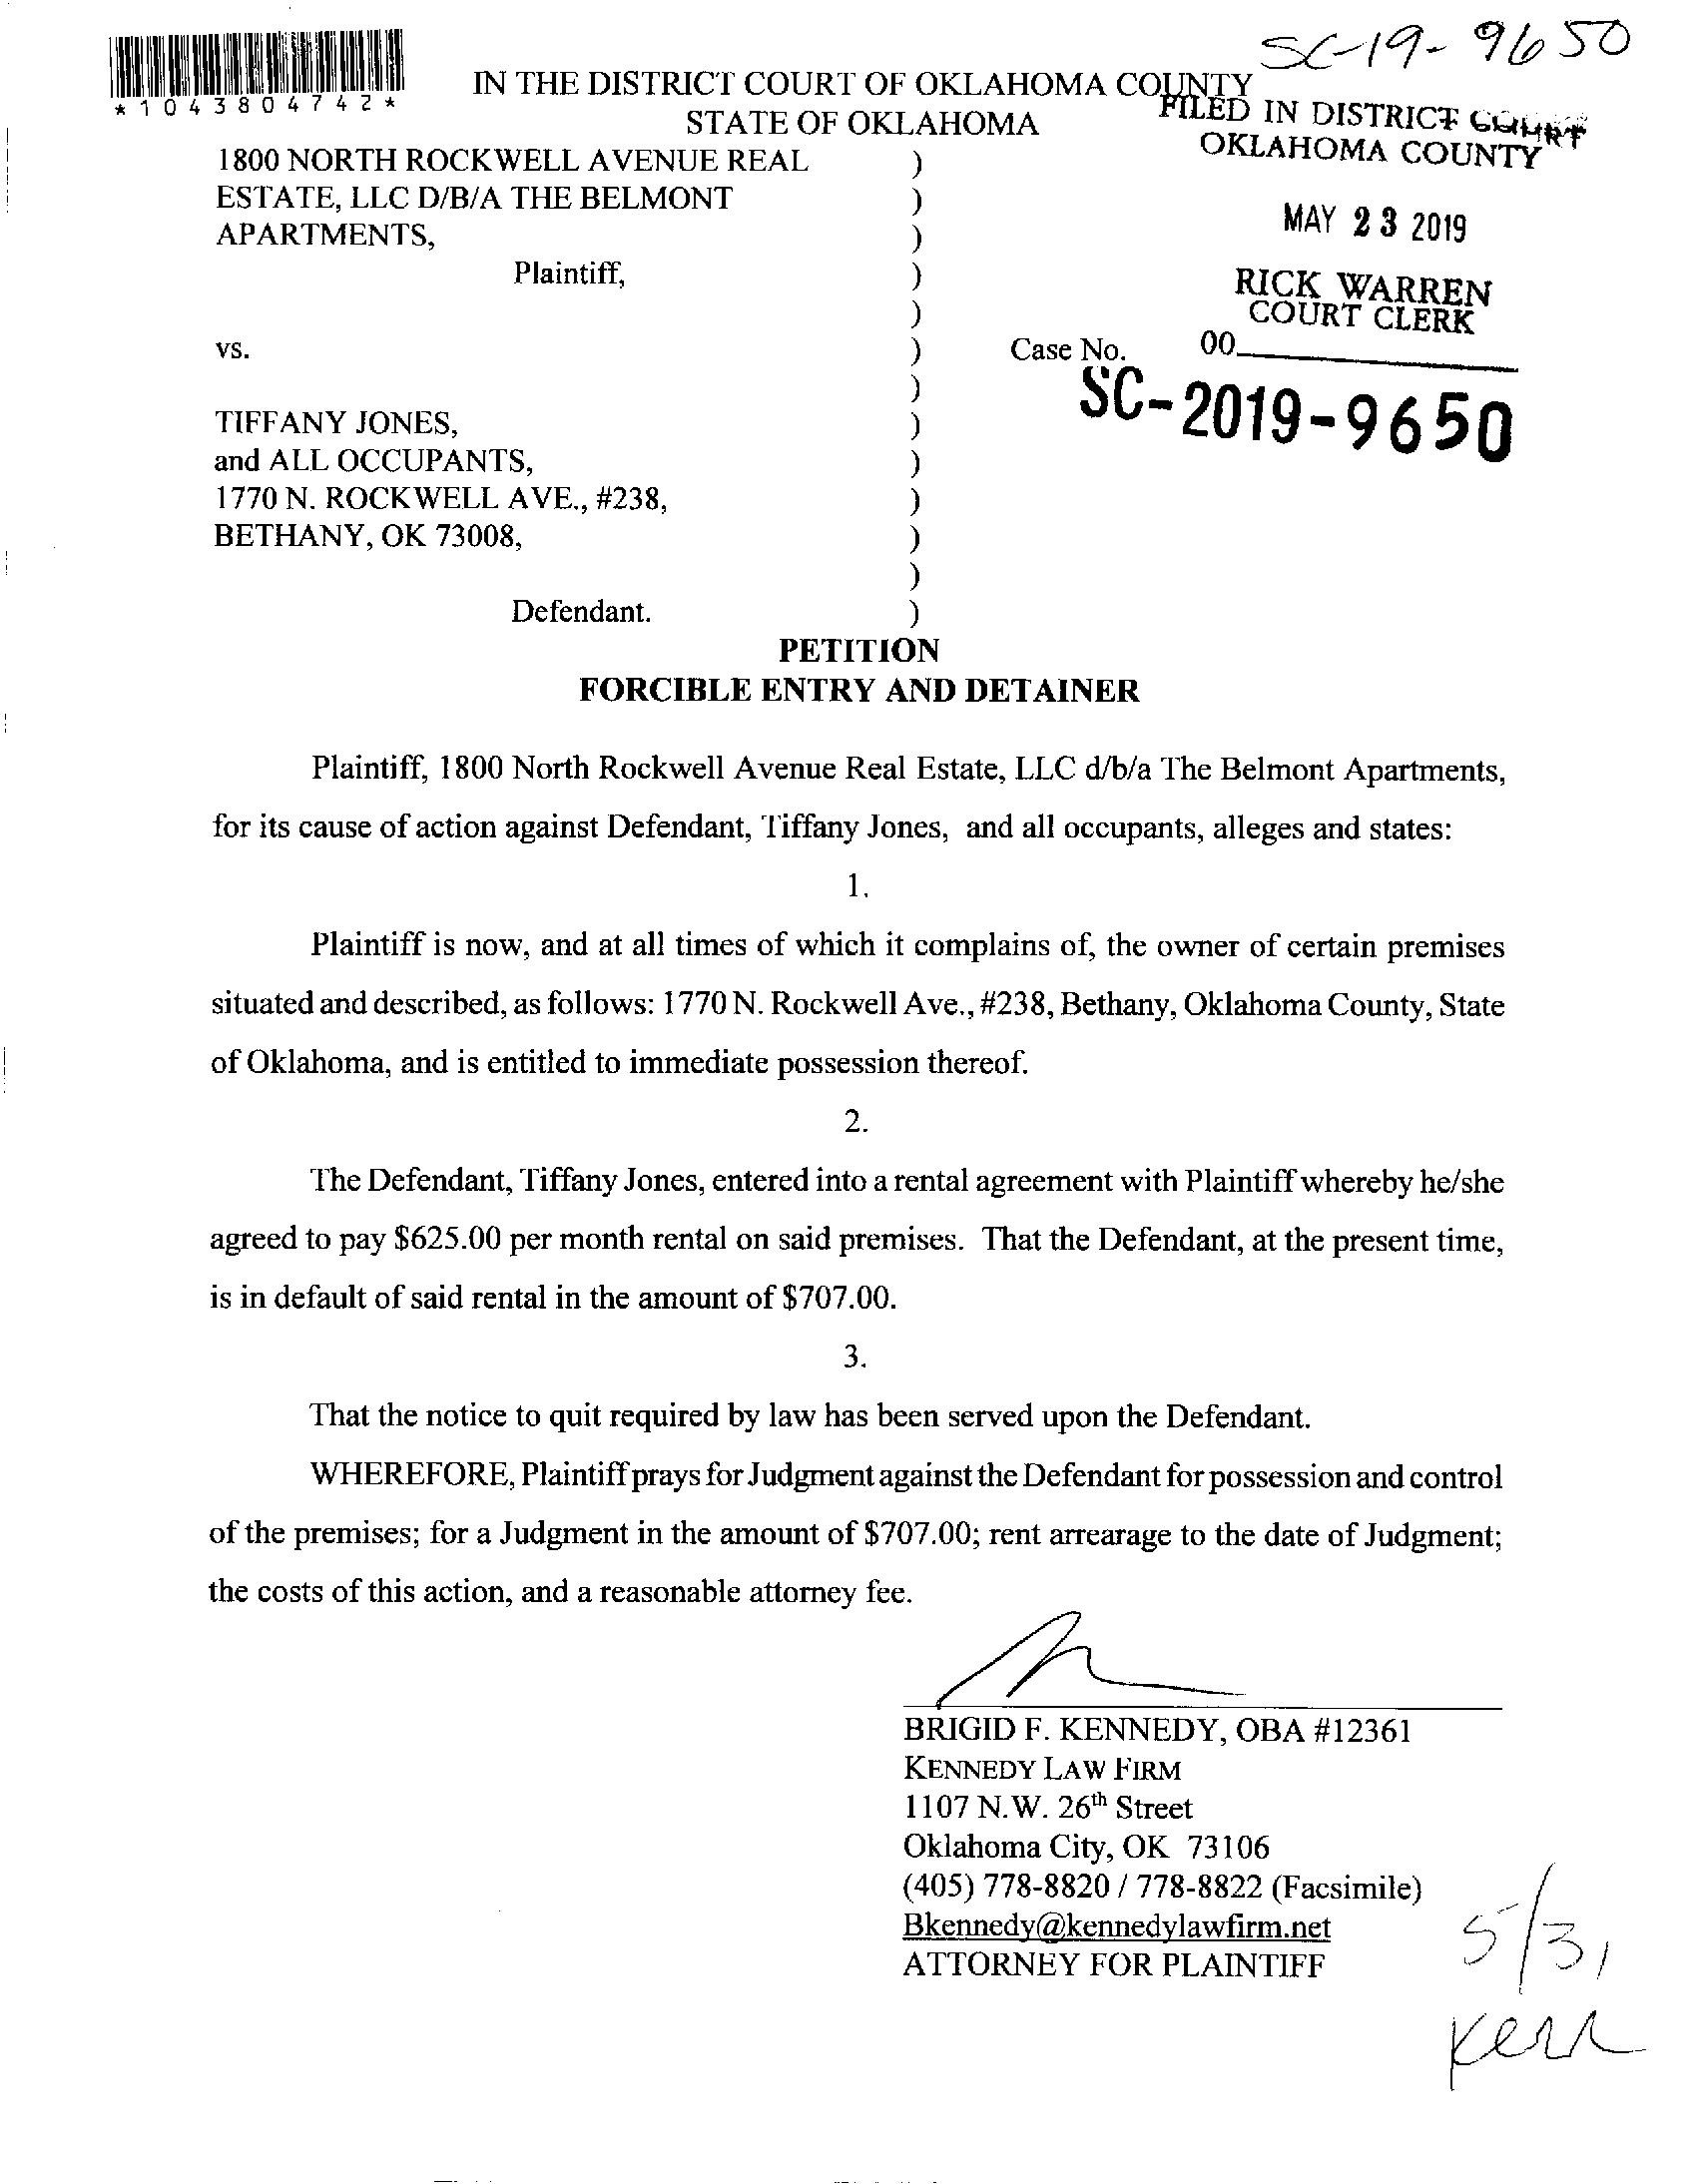 SC-19-9650
*1043804742*
IN THE DISTRICT COURT OF OKLAHOMA COUNTY
STATE OF OKLAHOMA
FILED IN DISTRICT COURT
OKLAHOMA COUNTY
MAY 23 2019
RICK WARREN
COURT CLERK
00
1800 NORTH ROCKWELL AVENUE REAL )
ESTATE, LLC D/B/A THE BELMONT )
APARTMENTS, )
Plaintiff, )
)
vs. ) Case No.
SC-2019-9650
)
TIFFANY JONES, )
and ALL OCCUPANTS, )
1770 N. ROCKWELL AVE., #238, )
BETHANY, OK 73008, )
)
Defendant. )
PETITION
FORCIBLE ENTRY AND DETAINER
Plaintiff, 1800 North Rockwell Avenue Real Estate, LLC d/b/a The Belmont Apartments,
for its cause of action against Defendant, Tiffany Jones, and all occupants, alleges and states:
1.
Plaintiff is now, and at all times of which it complains of, the owner of certain premises
situated and described, as follows: 1770 N. Rockwell Ave., #238, Bethany, Oklahoma County, State
of Oklahoma, and is entitled to immediate possession thereof.
2.
The Defendant, Tiffany Jones, entered into a rental agreement with Plaintiff whereby he/she
agreed to pay $625.00 per month rental on said premises. That the Defendant, at the present time,
is in default of said rental in the amount of $707.00.
3.
That the notice to quit required by law has been served upon the Defendant.
WHEREFORE, Plaintiff prays for Judgment against the Defendant for possession and control
of the premises; for a Judgment in the amount of $707.00; rent arrearage to the date of Judgment;
the costs of this action, and a reasonable attorney fee.
BRIGID F. KENNEDY, OBA #12361
KENNEDY LAW FIRM
1107 N.W. 26th Street
Oklahoma City, OK 73106
(405) 778-8820 / 778-8822 (Facsimile)
Bkennedy@kennedylawfirm.net
ATTORNEY FOR PLAINTIFF
5/31
Kerr